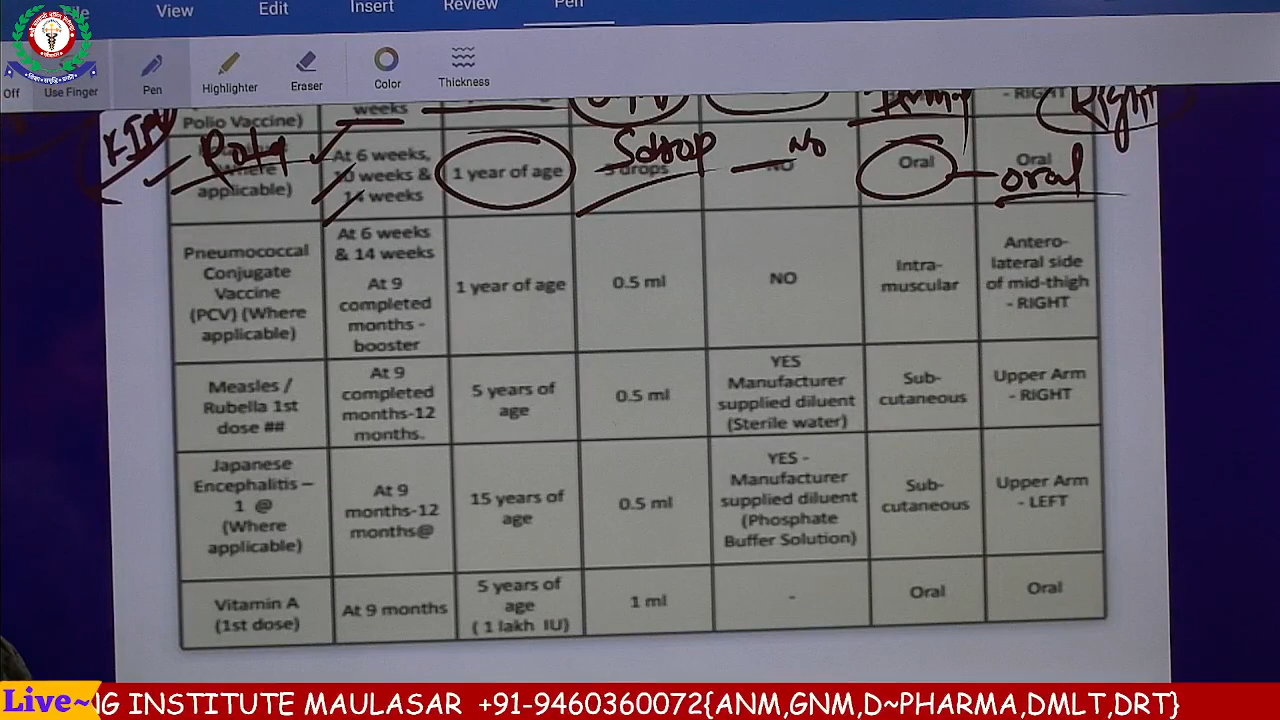 File View Edit Insert Review Pen
Off Use Finger Pen Highlighter Eraser Color Thickness
Polio Vaccine)
weeks
- RIGHT
Right
Rota
Where
applicable)
At 6 weeks,
10 weeks &
14 weeks
1 year of age
5 drops
5drop
NO
No
Oral
Oral
oral
Pneumococcal
Conjugate
Vaccine
(PCV) (Where
applicable)
At 6 weeks
& 14 weeks
At 9
completed
months -
booster
1 year of age
0.5 ml
NO
Intra-
muscular
Antero-
lateral side
of mid-thigh
- RIGHT
Measles /
Rubella 1st
dose ##
At 9
completed
months-12
months.
5 years of
age
0.5 ml
YES
Manufacturer
supplied diluent
(Sterile water)
Sub-
cutaneous
Upper Arm
- RIGHT
Japanese
Encephalitis –
1 @
(Where
applicable)
At 9
months-12
months@
15 years of
age
0.5 ml
YES -
Manufacturer
supplied diluent
(Phosphate
Buffer Solution)
Sub-
cutaneous
Upper Arm
- LEFT
Vitamin A
(1st dose)
At 9 months
5 years of
age
( 1 lakh IU)
1 ml
-
Oral
Oral
Live~ NG INSTITUTE MAULASAR +91-9460360072{ANM,GNM,D~PHARMA,DMLT,DRT}